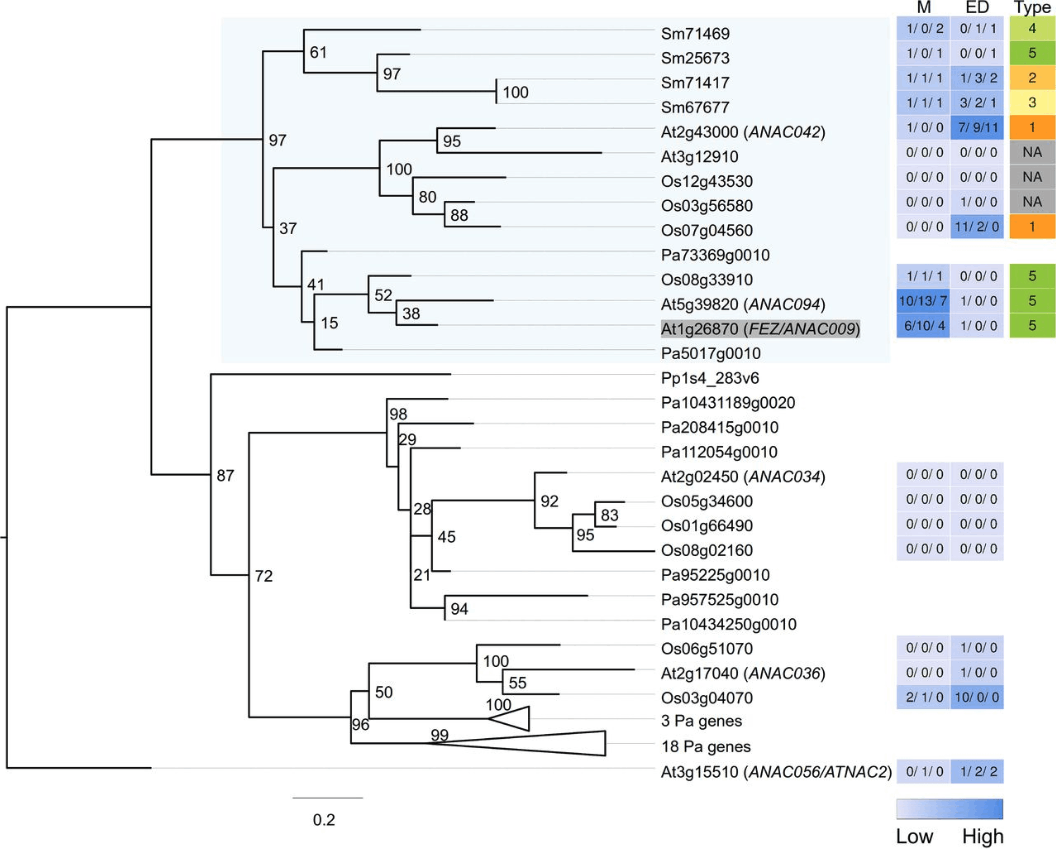 M ED Type
61 Sm71469 1/ 0/ 2 0/ 1/ 1 4
Sm25673 1/ 0/ 1 0/ 0/ 1 5
97 Sm71417 1/ 1/ 1 1/ 3/ 2 2
100 Sm67677 1/ 1/ 1 3/ 2/ 1 3
97 95 At2g43000 (ANAC042) 1/ 0/ 0 7/ 9/11 1
At3g12910 0/ 0/ 0 0/ 0/ 0 NA
100 Os12g43530 0/ 0/ 0 0/ 0/ 0 NA
80 Os03g56580 0/ 0/ 0 1/ 0/ 0 NA
37 88 Os07g04560 0/ 0/ 0 11/ 2/ 0 1
Pa73369g0010
41 52 Os08g33910 1/ 1/ 1 0/ 0/ 0 5
At5g39820 (ANAC094) 10/13/ 7 1/ 0/ 0 5
15 38 At1g26870 (FEZ/ANAC009) 6/10/ 4 1/ 0/ 0 5
Pa5017g0010
Pp1s4_283v6
98 Pa10431189g0020
29 Pa208415g0010
Pa112054g0010
87 At2g02450 (ANAC034) 0/ 0/ 0 0/ 0/ 0
92 Os05g34600 0/ 0/ 0 0/ 0/ 0
28 83 Os01g66490 0/ 0/ 0 0/ 0/ 0
45 95 Os08g02160 0/ 0/ 0 0/ 0/ 0
72 21 Pa95225g0010
94 Pa957525g0010
Pa10434250g0010
100 Os06g51070 0/ 0/ 0 1/ 0/ 0
55 At2g17040 (ANAC036) 0/ 0/ 0 1/ 0/ 0
50 Os03g04070 2/ 1/ 0 10/ 0/ 0
96 100 3 Pa genes
99 18 Pa genes
At3g15510 (ANAC056/ATNAC2) 0/ 1/ 0 1/ 2/ 2
0.2
Low High